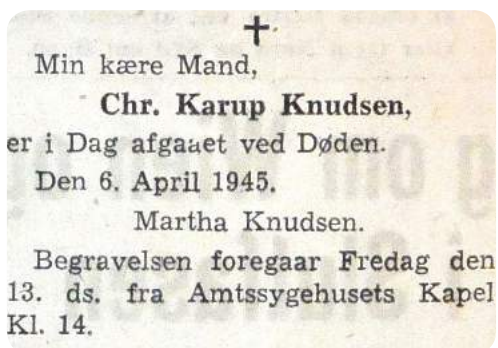 Min kære Mand,
Chr. Karup Knudsen,
er i Dag afgaaet ved Døden.
Den 6. April 1945.
Martha Knudsen.
Begravelsen foregaar Fredag den
13. ds. fra Amtssygehusets Kapel
Kl. 14.